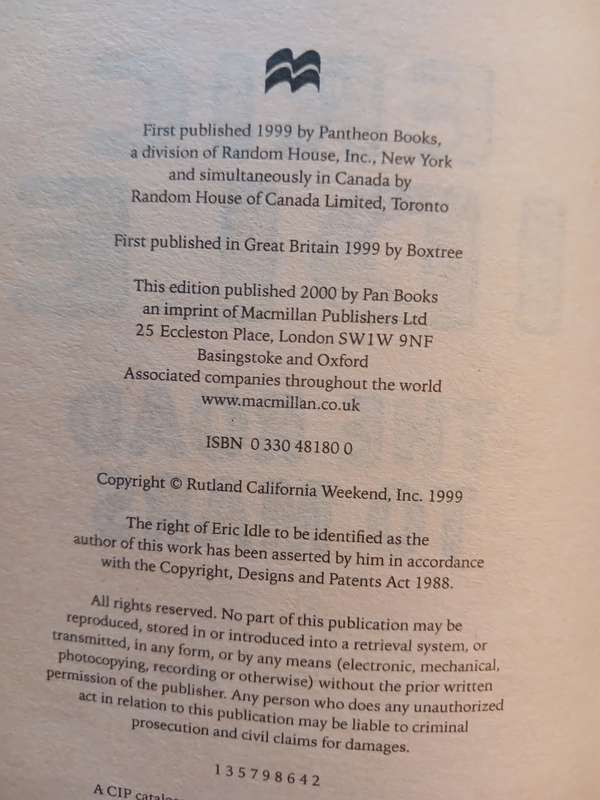 First published 1999 by Pantheon Books,
a division of Random House, Inc., New York
and simultaneously in Canada by
Random House of Canada Limited, Toronto
First published in Great Britain 1999 by Boxtree
This edition published 2000 by Pan Books
an imprint of Macmillan Publishers Ltd
25 Eccleston Place, London SW1W 9NF
Basingstoke and Oxford
Associated companies throughout the world
www.macmillan.co.uk
ISBN 0 330 48180 0
Copyright © Rutland California Weekend, Inc. 1999
The right of Eric Idle to be identified as the
author of this work has been asserted by him in accordance
with the Copyright, Designs and Patents Act 1988.
All rights reserved. No part of this publication may be
reproduced, stored in or introduced into a retrieval system, or
transmitted, in any form, or by any means (electronic, mechanical,
photocopying, recording or otherwise) without the prior written
permission of the publisher. Any person who does any unauthorized
act in relation to this publication may be liable to criminal
prosecution and civil claims for damages.
1 3 5 7 9 8 6 4 2
A CIP